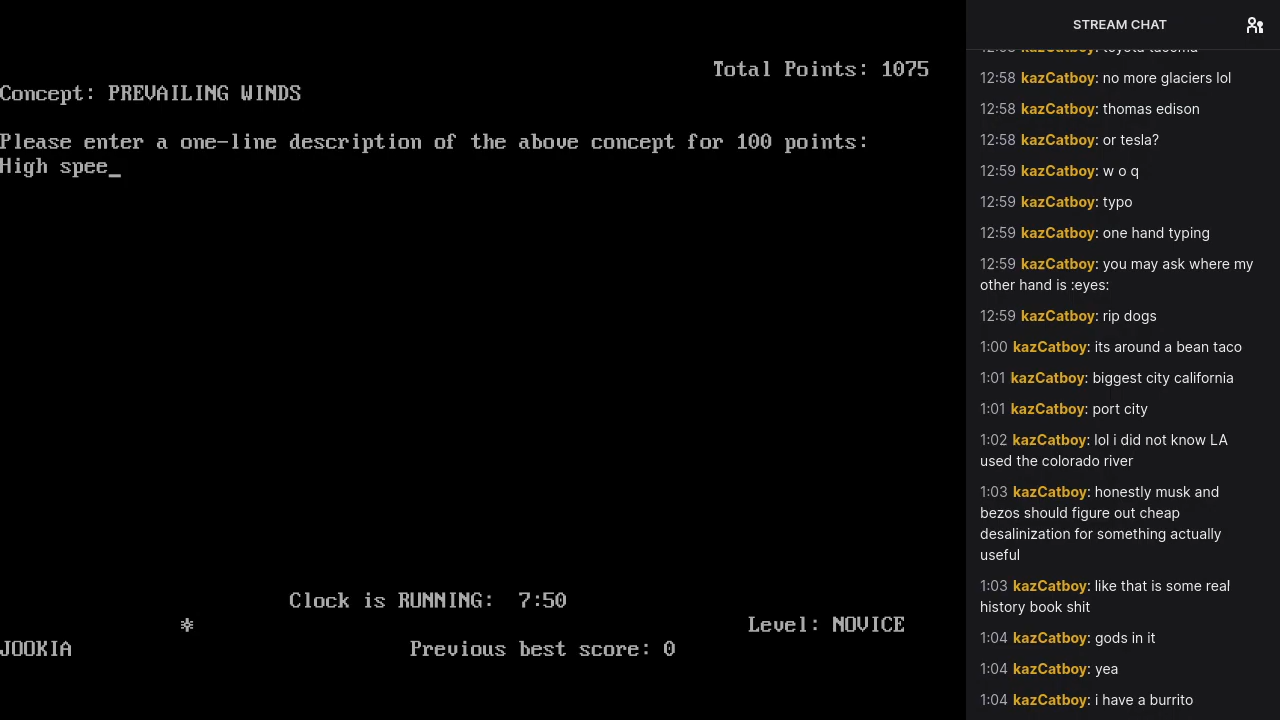 Total Points: 1075
Concept: PREVAILING WINDS
Please enter a one-line description of the above concept for 100 points:
High spee_
Clock is RUNNING: 7:50
*
Level: NOVICE
JOOKIA
Previous best score: 0
STREAM CHAT
12:58 kazCatboy: toyota tacoma
12:58 kazCatboy: no more glaciers lol
12:58 kazCatboy: thomas edison
12:58 kazCatboy: or tesla?
12:59 kazCatboy: w o q
12:59 kazCatboy: typo
12:59 kazCatboy: one hand typing
12:59 kazCatboy: you may ask where my
other hand is :eyes:
12:59 kazCatboy: rip dogs
1:00 kazCatboy: its around a bean taco
1:01 kazCatboy: biggest city california
1:01 kazCatboy: port city
1:02 kazCatboy: lol i did not know LA
used the colorado river
1:03 kazCatboy: honestly musk and
bezos should figure out cheap
desalinization for something actually
useful
1:03 kazCatboy: like that is some real
history book shit
1:04 kazCatboy: gods in it
1:04 kazCatboy: yea
1:04 kazCatboy: i have a burrito